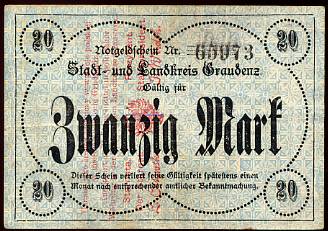 20 20
Notgeldschein Nr. 65073
Stadt- und Landkreis Graudenz
Gültig für
Zwanzig Mark
Dieser Schein verliert seine Gültigkeit spätestens einen
Monat nach entsprechender amtlicher Bekanntmachung.
20 20